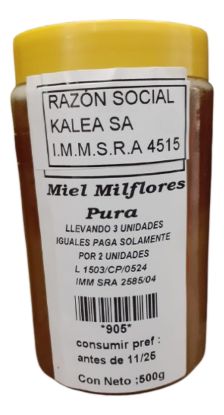 RAZÓN SOCIAL
KALEA SA
I.M.M.S.R.A 4515
Miel Milflores
Pura
LLEVANDO 3 UNIDADES
IGUALES PAGA SOLAMENTE
POR 2 UNIDADES
L 1503/CP/0524
IMM SRA 2585/04
*905*
consumir pref :
antes de 11/26
Con Neto :500g